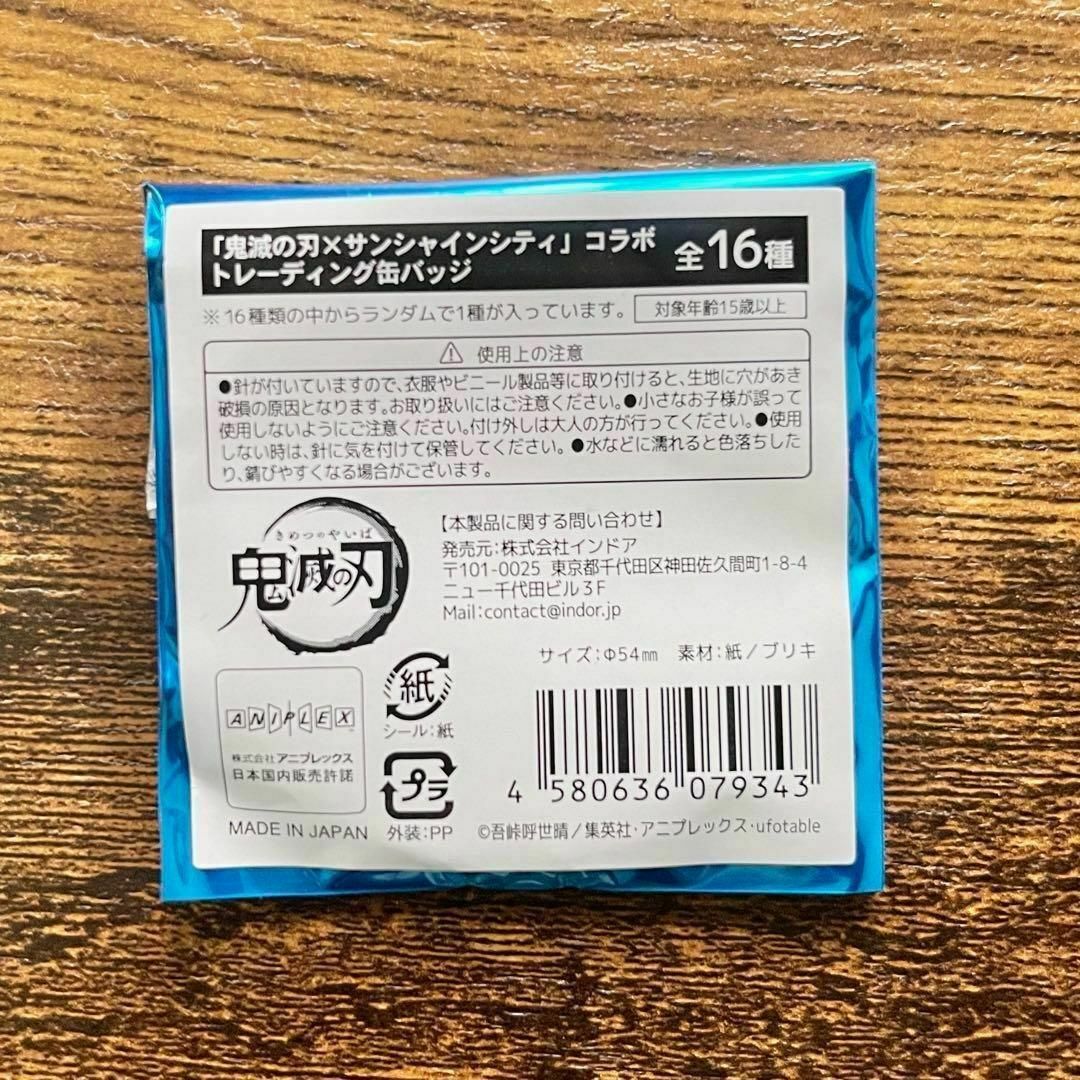 「鬼滅の刃×サンシャインシティ」コラボ
トレーディング缶バッジ
全16種
※16種類の中からランダムで1種が入っています。
対象年齢15歳以上
使用上の注意
●針が付いていますので、衣服やビニール製品等に取り付けると、生地に穴があき
破損の原因となります。お取り扱いにはご注意ください。●小さなお子様が誤って
使用しないようにご注意ください。付け外しは大人の方が行ってください。●使用
しない時は、針に気を付けて保管してください。●水などに濡れると色落ちした
り、錆びやすくなる場合がございます。
きめつのやいば
鬼滅の刃
【本製品に関する問い合わせ】
発売元:株式会社インドア
〒101-0025 東京都千代田区神田佐久間町1-8-4
ニュー千代田ビル3F
Mail:contact@indor.jp
サイズ:Φ54㎜ 素材:紙/ブリキ
ANIPLEX
株式会社アニプレックス
日本国内販売許諾
紙
シール:紙
プラ
外装:PP
4 580636 079343
MADE IN JAPAN
©吾峠呼世晴/集英社・アニプレックス・ufotable